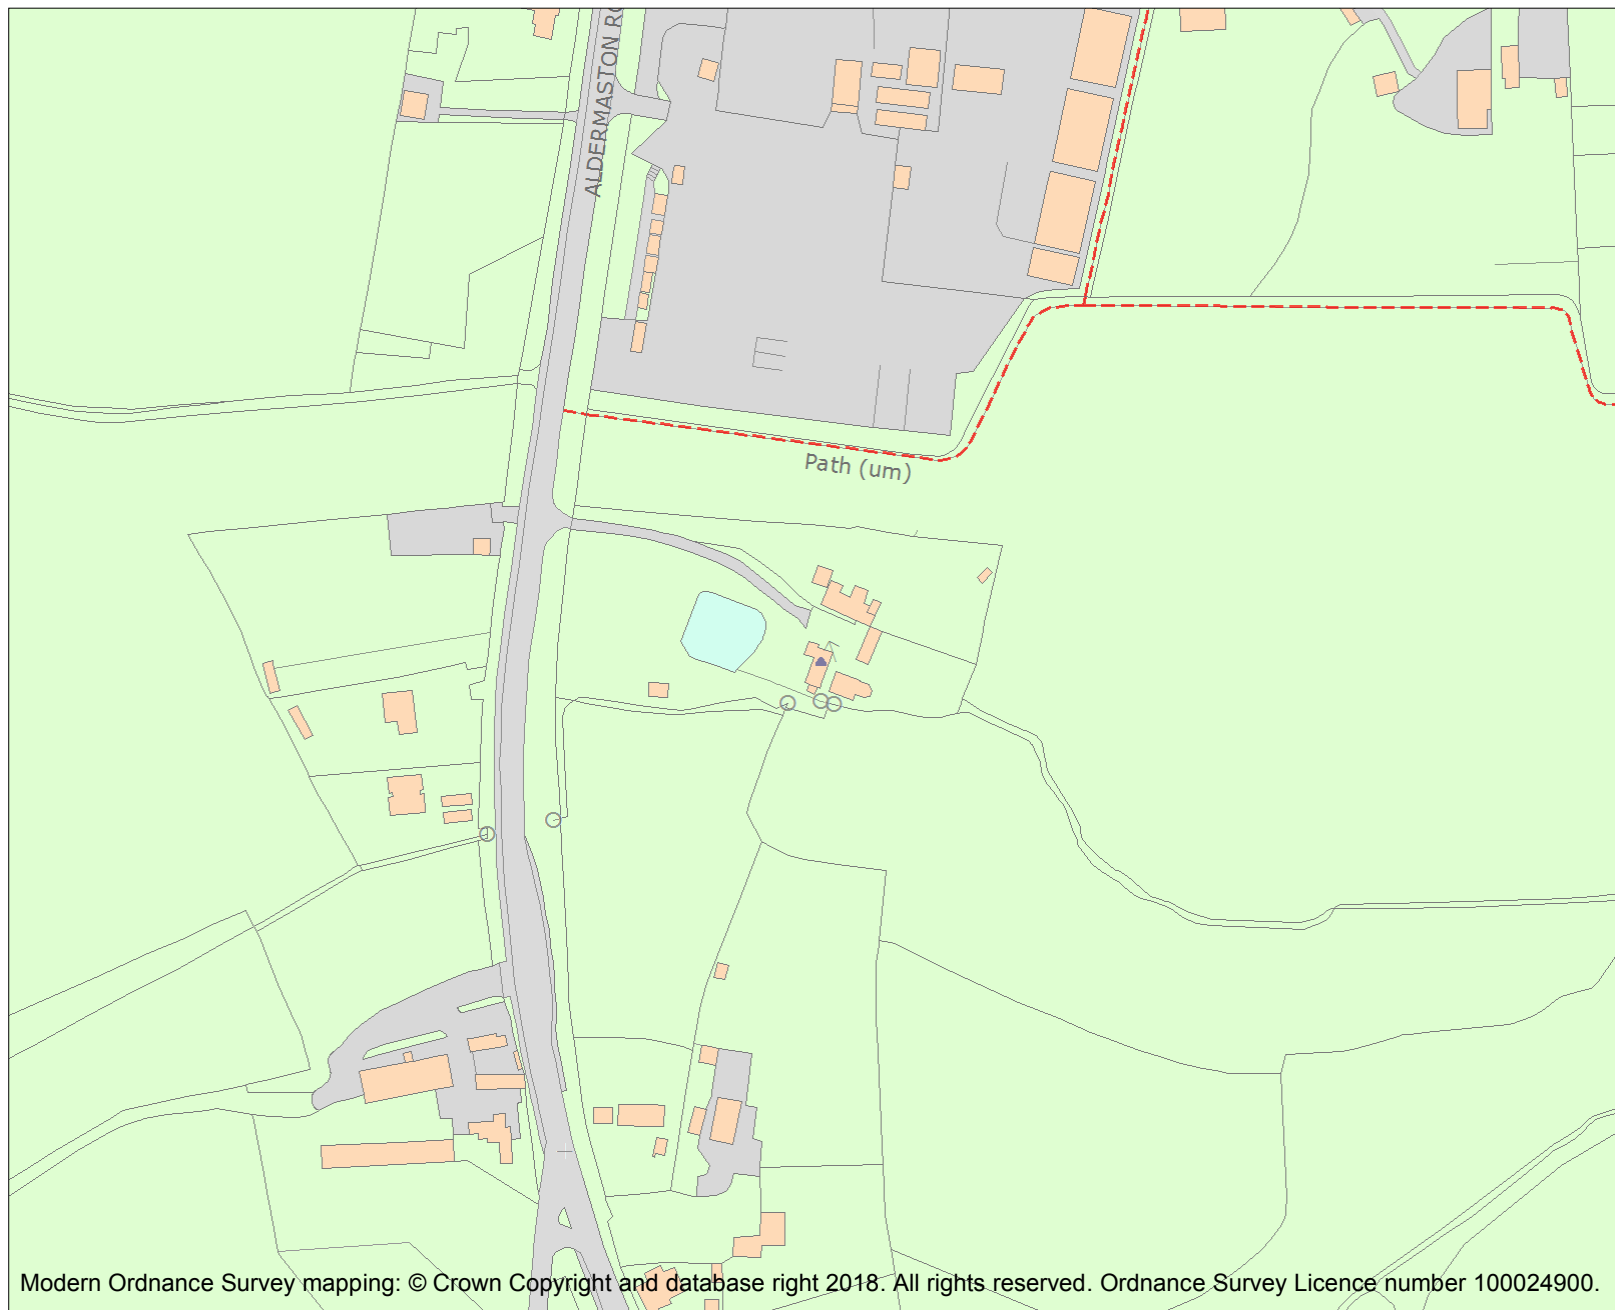 ALDERMASTON
Path (um)
Modern Ordnance Survey mapping: © Crown Copyright and database right 2018. All rights reserved. Ordnance Survey Licence number 100024900.